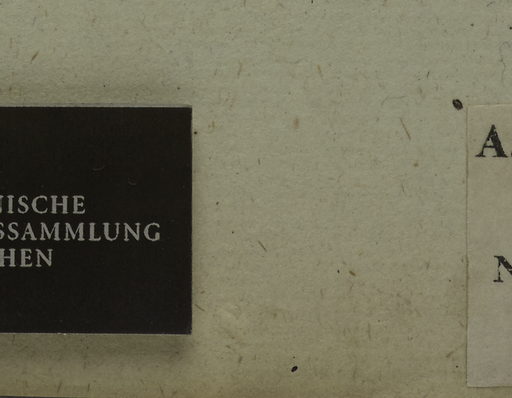 NISCHE
SSAMMLUNG
HEN
A.
N